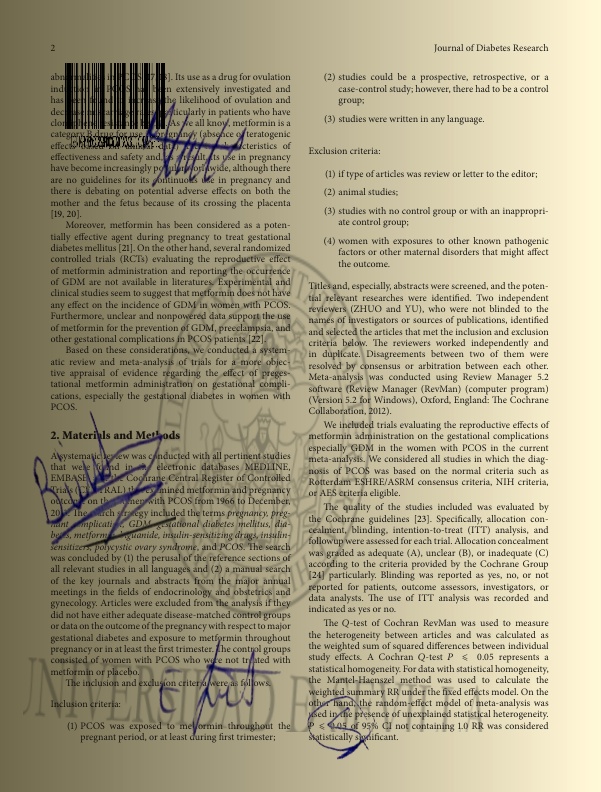 2
Journal of Diabetes Research
in PCOS
Its use as a drug for ovulation
been extensively investigated and
has the likelihood of ovulation and
particularly in patients who have
As we all know, metformin is a
category B drug for use pregnancy (absence of teratogenic
effects
effectiveness and safety and, as result, its use in pregnancy
have become increasingly worldwide, although there
are no guidelines for its continuous use in pregnancy and
there is debating on potential adverse effects on both the
mother and the fetus because of its crossing the placenta
[19, 20].
Moreover, metformin has been considered as a poten-
tially effective agent during pregnancy to treat gestational
diabetes mellitus [21]. On the other hand, several randomized
controlled trials (RCTs) evaluating the reproductive effect
of metformin administration and reporting the occurrence
of GDM are not available in literatures. Experimental and
clinical studies seem to suggest that metformin does not have
any effect on the incidence of GDM in women with PCOS.
Furthermore, unclear and nonpowered data support the use
of metformin for the prevention of GDM, preeclampsia, and
other gestational complications in PCOS patients [22].
Based on these considerations, we conducted a system-
atic review and meta-analysis of trials for a more objec-
tive appraisal of evidence regarding the effect of preges-
tational metformin administration on gestational compli-
cations, especially the gestational diabetes in women with
PCOS.
2. Materials and Methods
A systematic review was conducted with all pertinent studies
that were found in electronic databases MEDLINE,
EMBASE, Cochrane Central Register of Controlled
Trials (CENTRAL) examined metformin and pregnancy
outcome on the women with PCOS from 1966 to December,
The search strategy included the terms pregnancy, preg-
nant complication, GDM, gestational diabetes mellitus, dia-
betes, metformin, biguanide, insulin-sensitizing drugs, insulin-
sensitizers, polycystic ovary syndrome, and PCOS. The search
was concluded by (1) the perusal of the reference sections of
all relevant studies in all languages and (2) a manual search
of the key journals and abstracts from the major annual
meetings in the fields of endocrinology and obstetrics and
gynecology. Articles were excluded from the analysis if they
did not have either adequate disease-matched control groups
or data on the outcome of the pregnancy with respect to major
gestational diabetes and exposure to metformin throughout
pregnancy or in at least the first trimester. The control groups
consisted of women with PCOS who were not treated with
metformin or placebo.
The inclusion and exclusion criteria were as follows.
Inclusion criteria:
(1) PCOS was exposed to metformin throughout the
pregnant period, or at least during first trimester;
(2) studies could be a prospective, retrospective, or a
case-control study; however, there had to be a control
group;
(3) studies were written in any language.
Exclusion criteria:
(1) if type of articles was review or letter to the editor;
(2) animal studies;
(3) studies with no control group or with an inappropri-
ate control group;
(4) women with exposures to other known pathogenic
factors or other maternal disorders that might affect
the outcome.
Titles and, especially, abstracts were screened, and the poten-
tial relevant researches were identified. Two independent
reviewers (ZHUO and YU), who were not blinded to the
names of investigators or sources of publications, identified
and selected the articles that met the inclusion and exclusion
criteria below. The reviewers worked independently and
in duplicate. Disagreements between two of them were
resolved by consensus or arbitration between each other.
Meta-analysis was conducted using Review Manager 5.2
software (Review Manager (RevMan) (computer program)
(Version 5.2 for Windows), Oxford, England: The Cochrane
Collaboration, 2012).
We included trials evaluating the reproductive effects of
metformin administration on the gestational complications
especially GDM in the women with PCOS in the current
meta-analysis. We considered all studies in which the diag-
nosis of PCOS was based on the normal criteria such as
Rotterdam ESHRE/ASRM consensus criteria, NIH criteria,
or AES criteria eligible.
The quality of the studies included was evaluated by
the Cochrane guidelines [23]. Specifically, allocation con-
cealment, blinding, intention-to-treat (ITT) analysis, and
followup were assessed for each trial. Allocation concealment
was graded as adequate (A), unclear (B), or inadequate (C)
according to the criteria provided by the Cochrane Group
[24] particularly. Blinding was reported as yes, no, or not
reported for patients, outcome assessors, investigators, or
data analysts. The use of ITT analysis was recorded and
indicated as yes or no.
The Q-test of Cochran RevMan was used to measure
the heterogeneity between articles and was calculated as
the weighted sum of squared differences between individual
study effects. A Cochran Q-test P ⩽ 0.05 represents a
statistical homogeneity. For data with statistical homogeneity,
the Mantel-Haenszel method was used to calculate the
weighted summary RR under the fixed effects model. On the
other hand, the random-effect model of meta-analysis was
used in the presence of unexplained statistical heterogeneity.
P ⩽ 0.05 of 95% CI not containing 1.0 RR was considered
statistically significant.